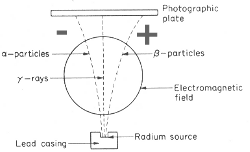 Photographic
plate
−
+
α-particles
β-particles
γ-rays
Electromagnetic
field
Radium source
Lead casing